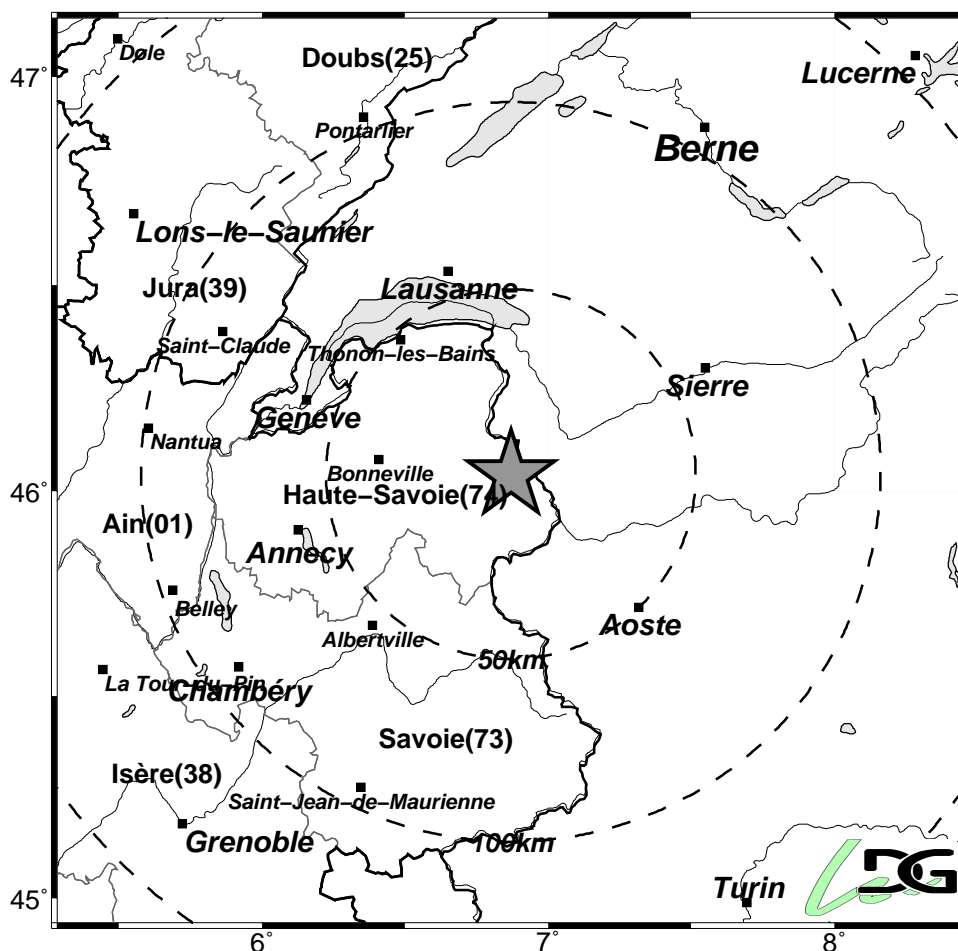 Dole
Doubs(25)
47°
Lucerne
Pontarlier
Berne
Lons–le–Saunier
Jura(39)
Lausanne
Saint–Claude
Thonon–les–Bains
Sierre
Genève
Nantua
Bonneville
46°
Haute–Savoie(74)
Ain(01)
Annecy
Belley
Aoste
Albertville
50km
La Tour–du–Pin
Chambéry
Savoie(73)
Isère(38)
Saint–Jean–de–Maurienne
Grenoble
100km
Turin
DG
45°
6°
7°
8°